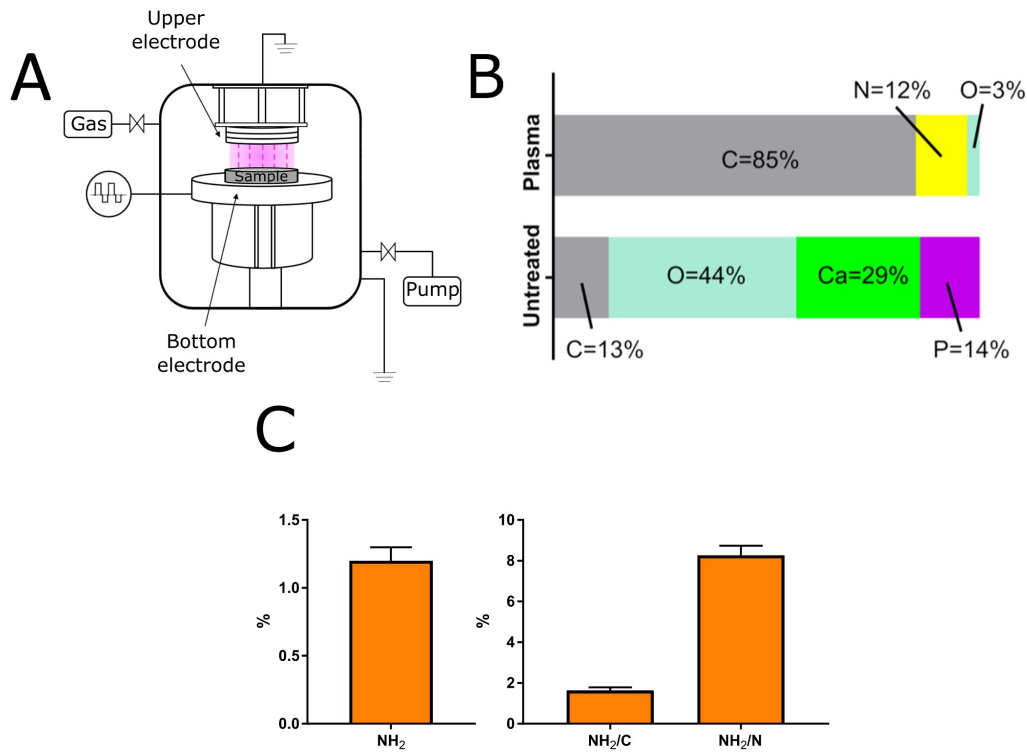 A
Upper
electrode
Gas
Sample
Pump
Bottom
electrode
B
N=12%
O=3%
Plasma
C=85%
Untreated
O=44%
Ca=29%
C=13%
P=14%
C
1.5
1.0
0.5
0.0
%
NH₂
10
8
6
4
2
0
%
NH₂/C
NH₂/N